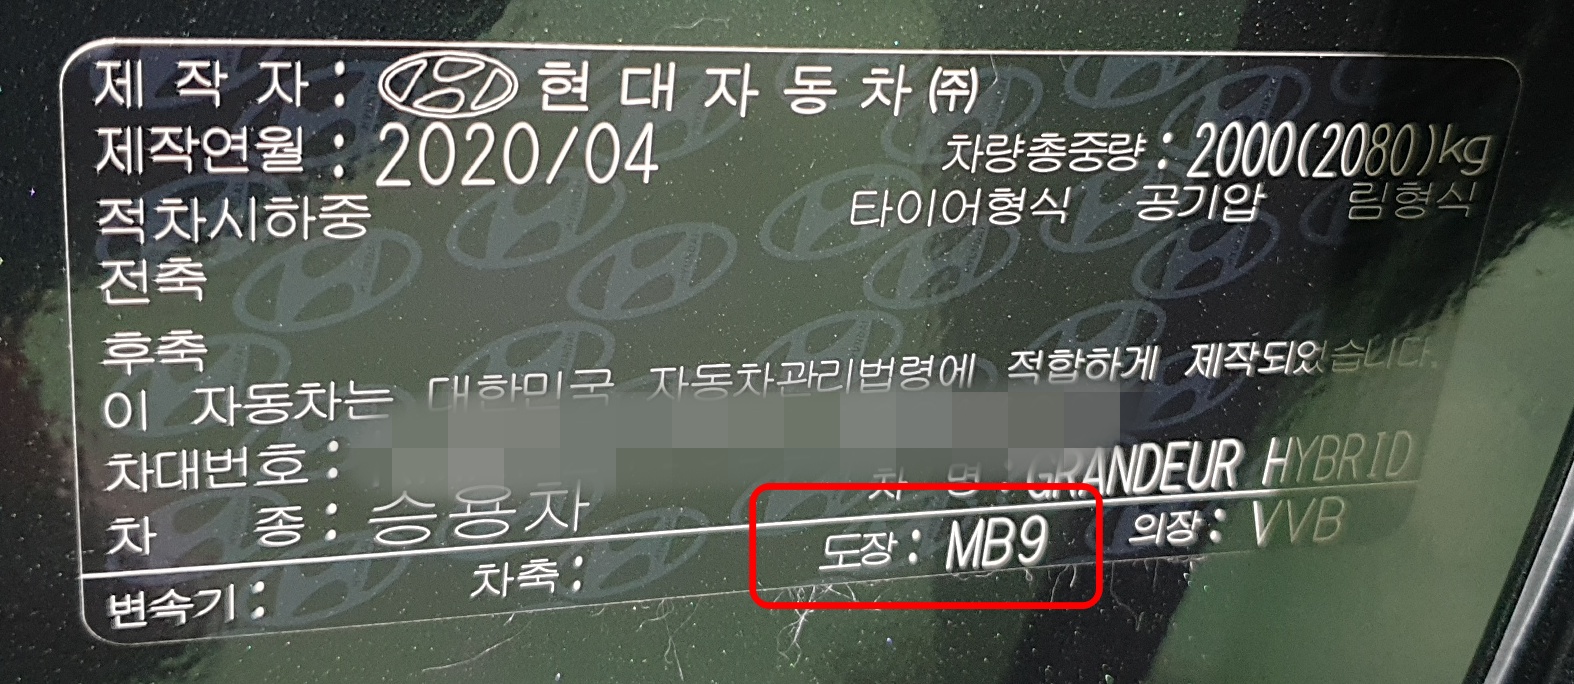 제 작 자 : 현 대 자 동 차 ㈜
제작연월 : 2020/04 차량총중량 : 2000(2080)kg
적차시하중 타이어형식 공기압 림형식
전축
후축
이 자동차는 대한민국 자동차관리법령에 적합하게 제작되었습니다.
차대번호 : 차 명 : GRANDEUR HYBRID
차 종 : 승용차
변속기 : 차축 : 도장 : MB9 의장 : VVB